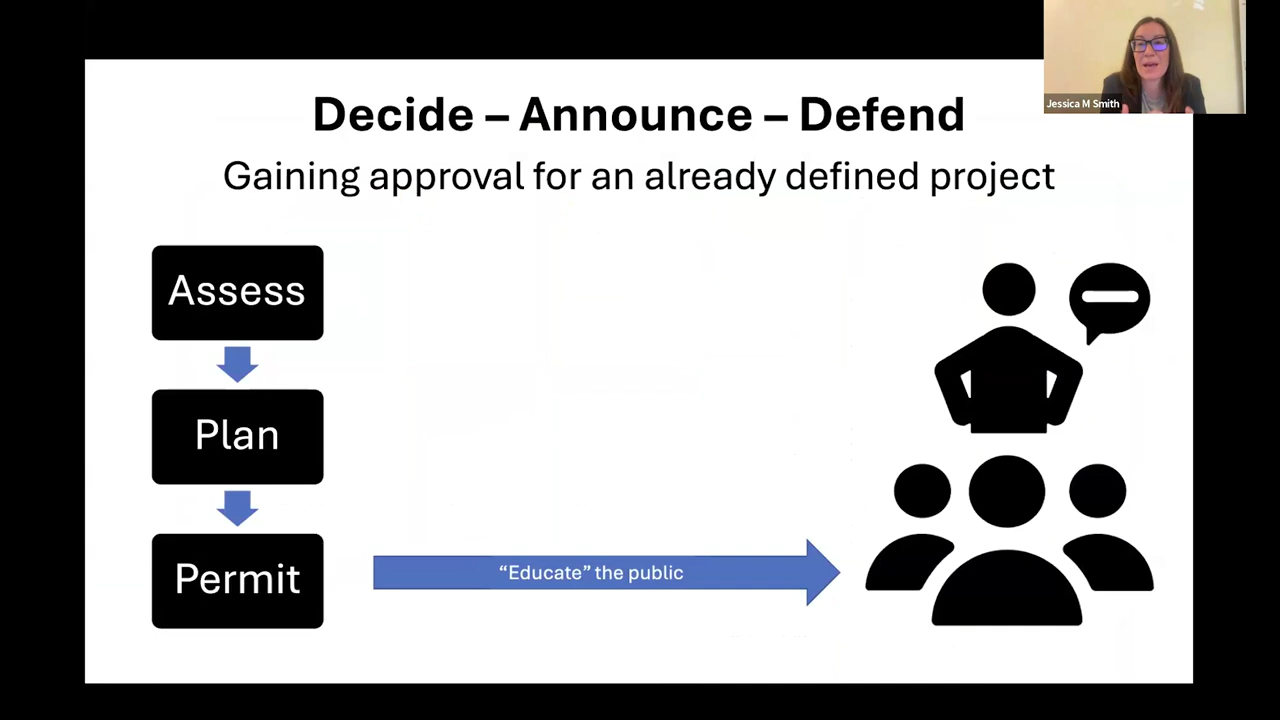 Decide – Announce – Defend
Gaining approval for an already defined project
Jessica M Smith
Assess
Plan
Permit
“Educate” the public